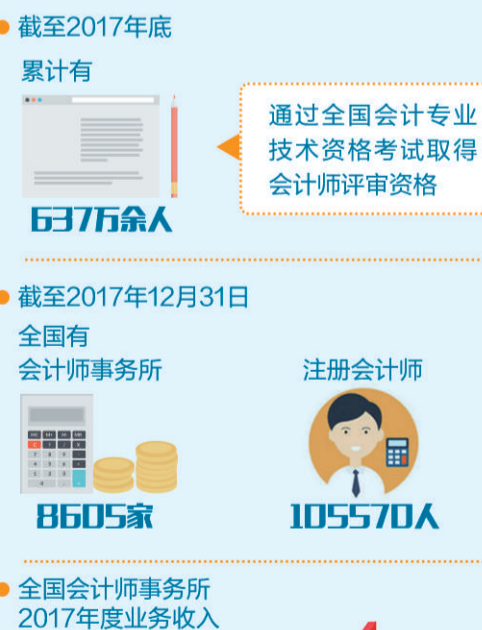 截至2017年底
累计有
通过全国会计专业
技术资格考试取得
会计师评审资格
637万余人
截至2017年12月31日
全国有
会计师事务所
注册会计师
8605家
105570人
全国会计师事务所
2017年度业务收入